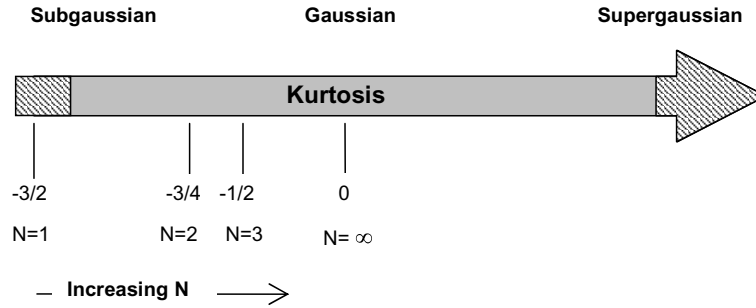 Subgaussian Gaussian Supergaussian
Kurtosis
-3/2 -3/4 -1/2 0
N=1 N=2 N=3 N= ∞
Increasing N